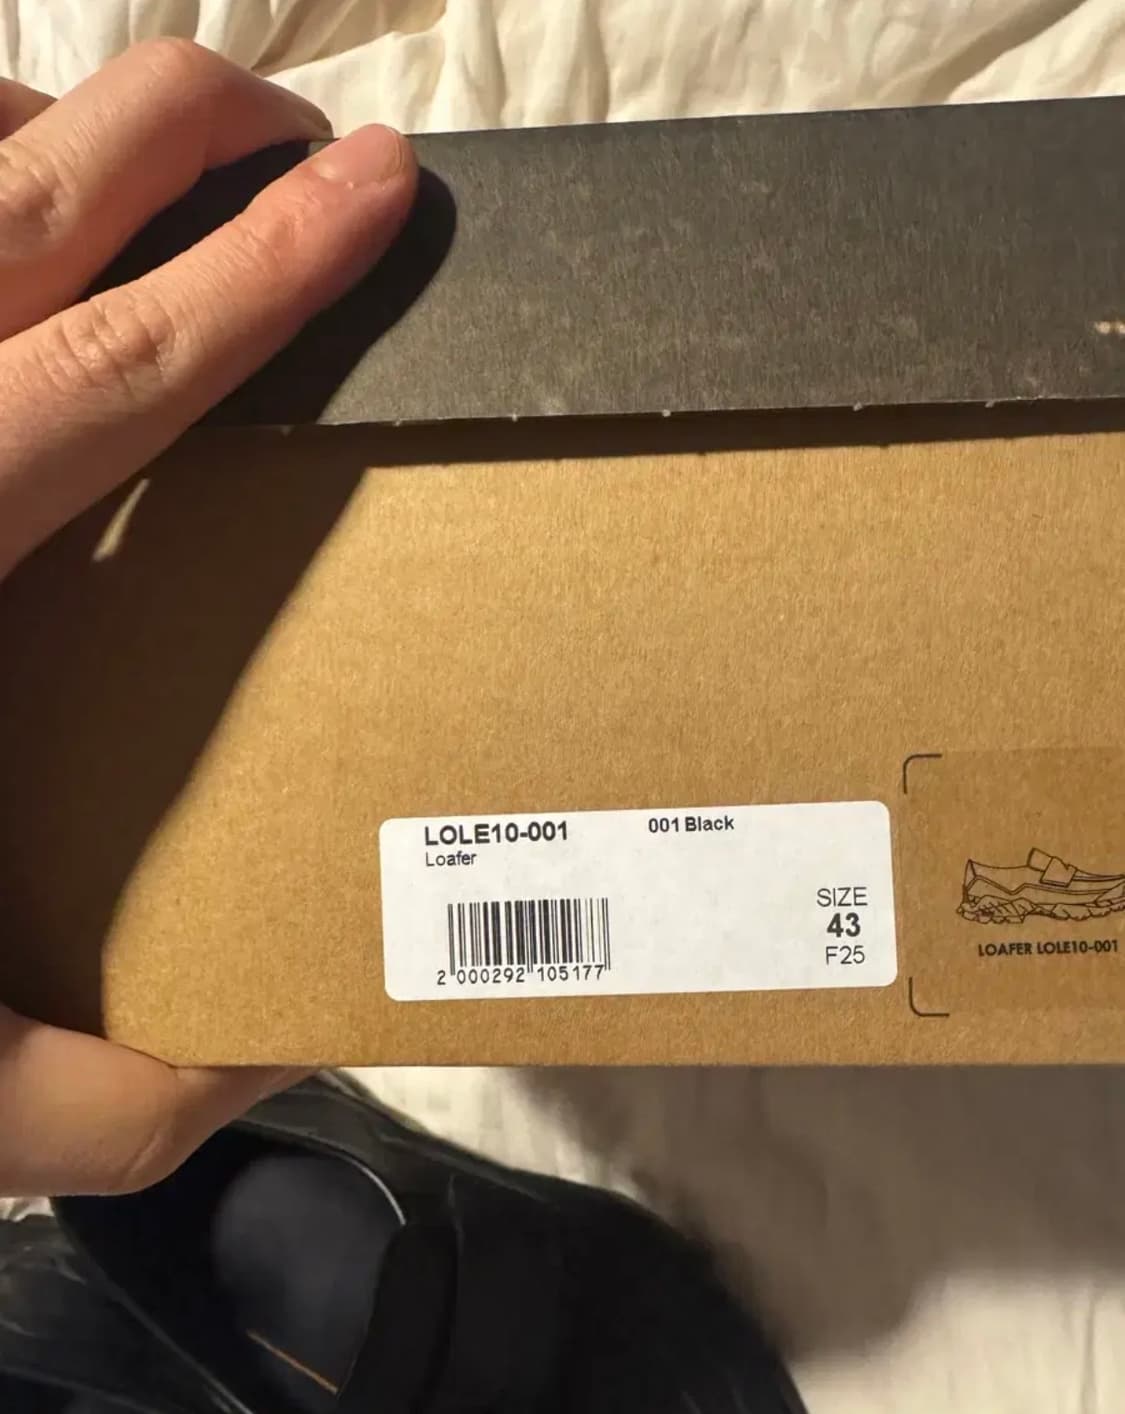 LOLE10-001 001 Black
Loafer
SIZE
43
F25
2 000292 105177
LOAFER LOLE10-001